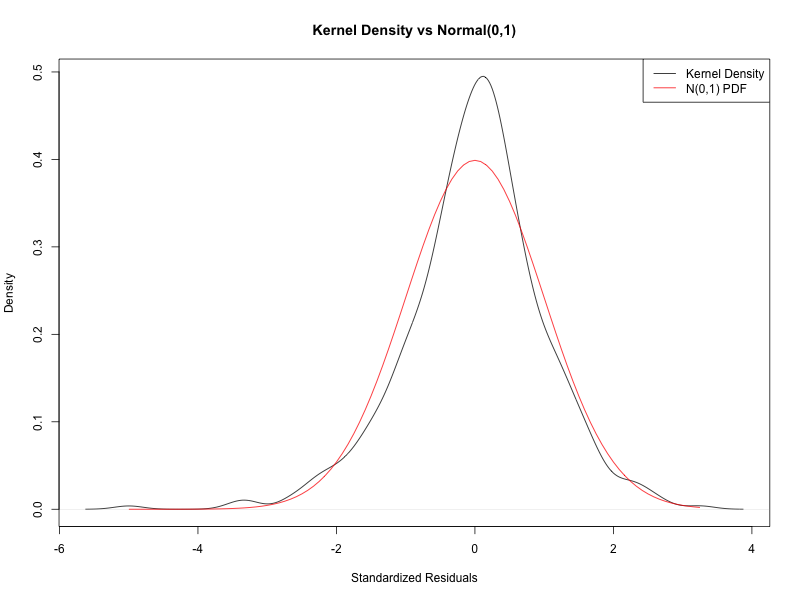 Kernel Density vs Normal(0,1)
Kernel Density
N(0,1) PDF
0.5
0.4
0.3
0.2
0.1
0.0
Density
-6
-4
-2
0
2
4
Standardized Residuals